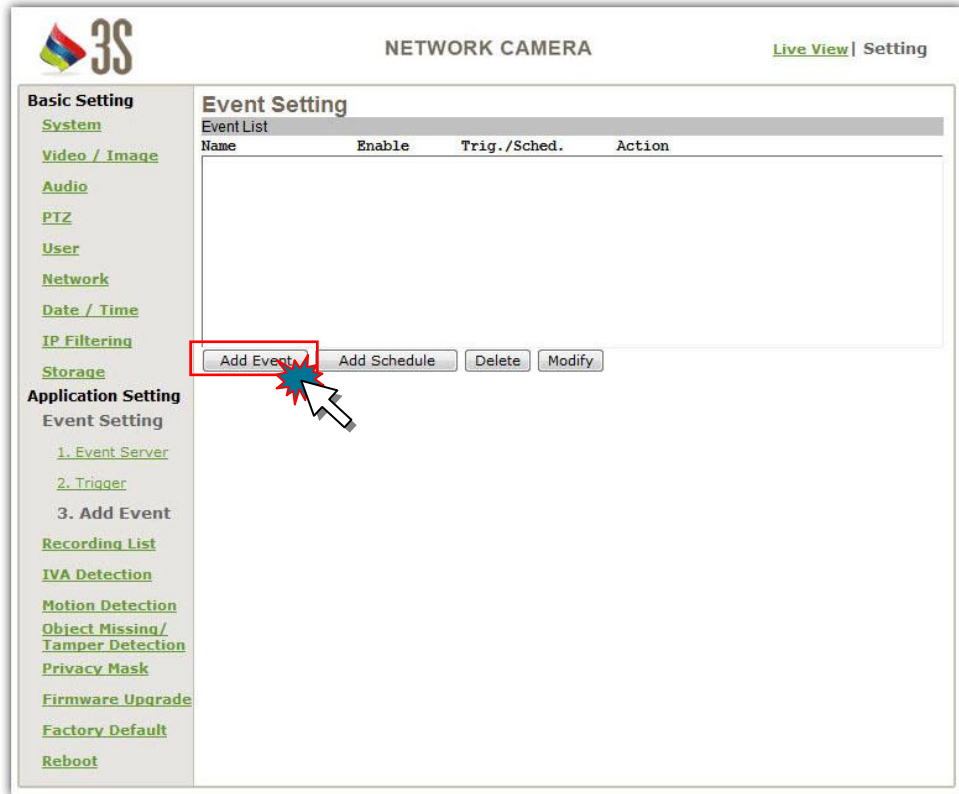 3S
NETWORK CAMERA
Live View| Setting
Basic Setting
System
Video / Image
Audio
PTZ
User
Network
Date / Time
IP Filtering
Storage
Application Setting
Event Setting
1. Event Server
2. Trigger
3. Add Event
Recording List
IVA Detection
Motion Detection
Object Missing/
Tamper Detection
Privacy Mask
Firmware Upgrade
Factory Default
Reboot
Event Setting
Event List
Name Enable Trig./Sched. Action
Add Event Add Schedule Delete Modify